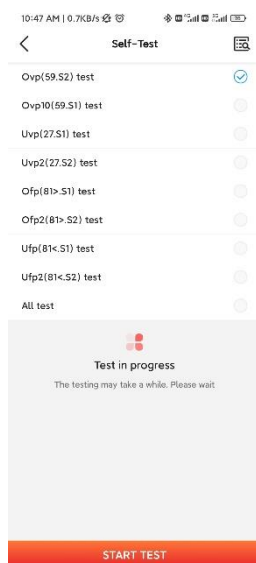 10:47 AM | 0.7KB/s
Self-Test
Ovp(59.S2) test
Ovp10(59.S1) test
Uvp(27.S1) test
Uvp2(27.S2) test
Ofp(81>.S1) test
Ofp2(81>.S2) test
Ufp(81<.S1) test
Ufp2(81<.S2) test
All test
Test in progress
The testing may take a while. Please wait
START TEST